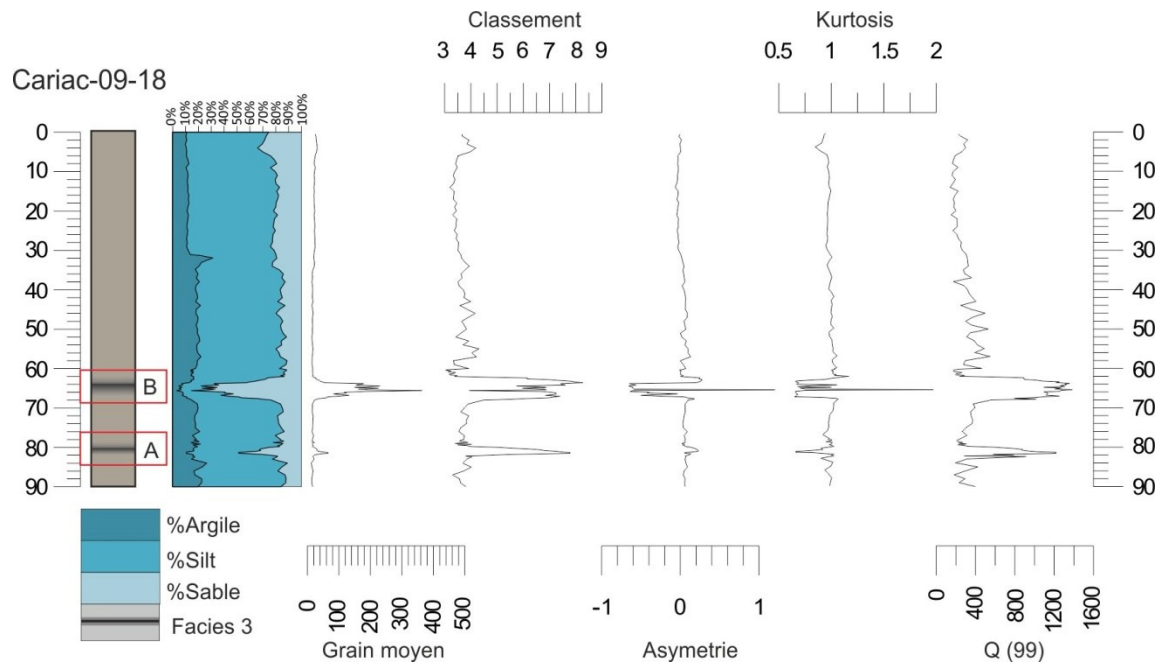 Classement
3 4 5 6 7 8 9
Kurtosis
0.5 1 1.5 2
Cariac-09-18
0% 10% 20% 30% 40% 50% 60% 70% 80% 90% 100%
0 0
10 10
20 20
30 30
40 40
50 50
60 60
B
70 70
A
80 80
90 90
%Argile
%Silt
%Sable
Facies 3
0 100 200 300 400 500
Grain moyen
-1 0 1
Asymetrie
0 400 800 1200 1600
Q (99)